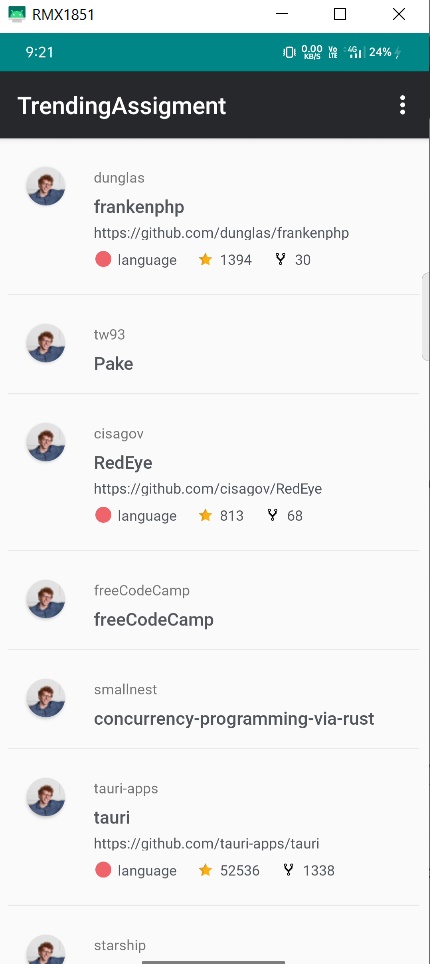 RMX1851
9:21 0.00 KB/S Vo LTE 4G 24%
TrendingAssigment
dunglas
frankenphp
https://github.com/dunglas/frankenphp
language 1394 30
tw93
Pake
cisagov
RedEye
https://github.com/cisagov/RedEye
language 813 68
freeCodeCamp
freeCodeCamp
smallnest
concurrency-programming-via-rust
tauri-apps
tauri
https://github.com/tauri-apps/tauri
language 52536 1338
starship